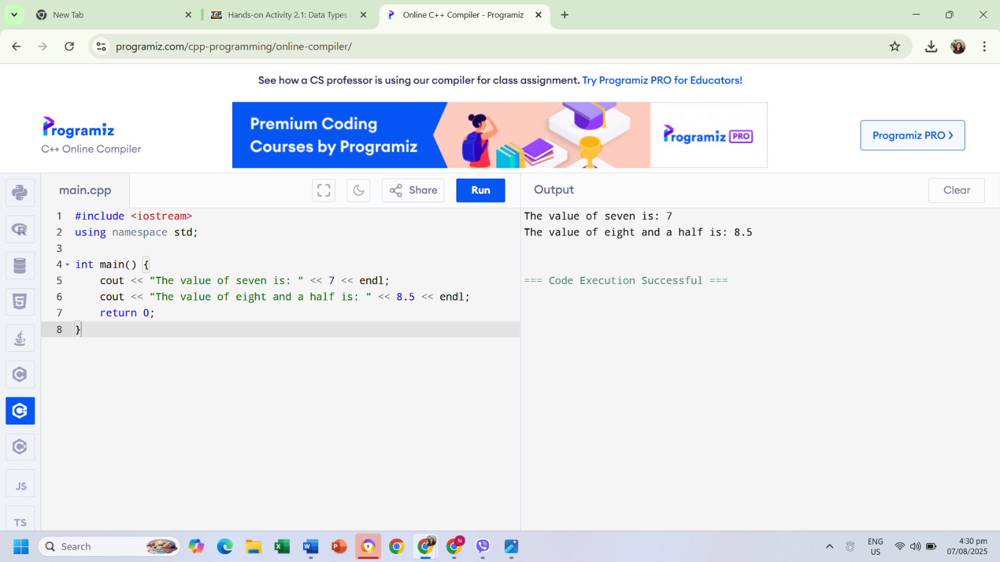 New Tab
Hands-on Activity 2.1: Data Types
Online C++ Compiler - Programiz
programiz.com/cpp-programming/online-compiler/
See how a CS professor is using our compiler for class assignment. Try Programiz PRO for Educators!
Programiz
C++ Online Compiler
Premium Coding
Courses by Programiz
Programiz PRO
Programiz PRO
main.cpp
Share
Run
Output
Clear
1 #include <iostream>
2 using namespace std;
3
4 int main() {
5 cout << "The value of seven is: " << 7 << endl;
6 cout << "The value of eight and a half is: " << 8.5 << endl;
7 return 0;
8 }
The value of seven is: 7
The value of eight and a half is: 8.5
=== Code Execution Successful ===
JS
TS
Search
N
ENG
US
4:30 pm
07/08/2025